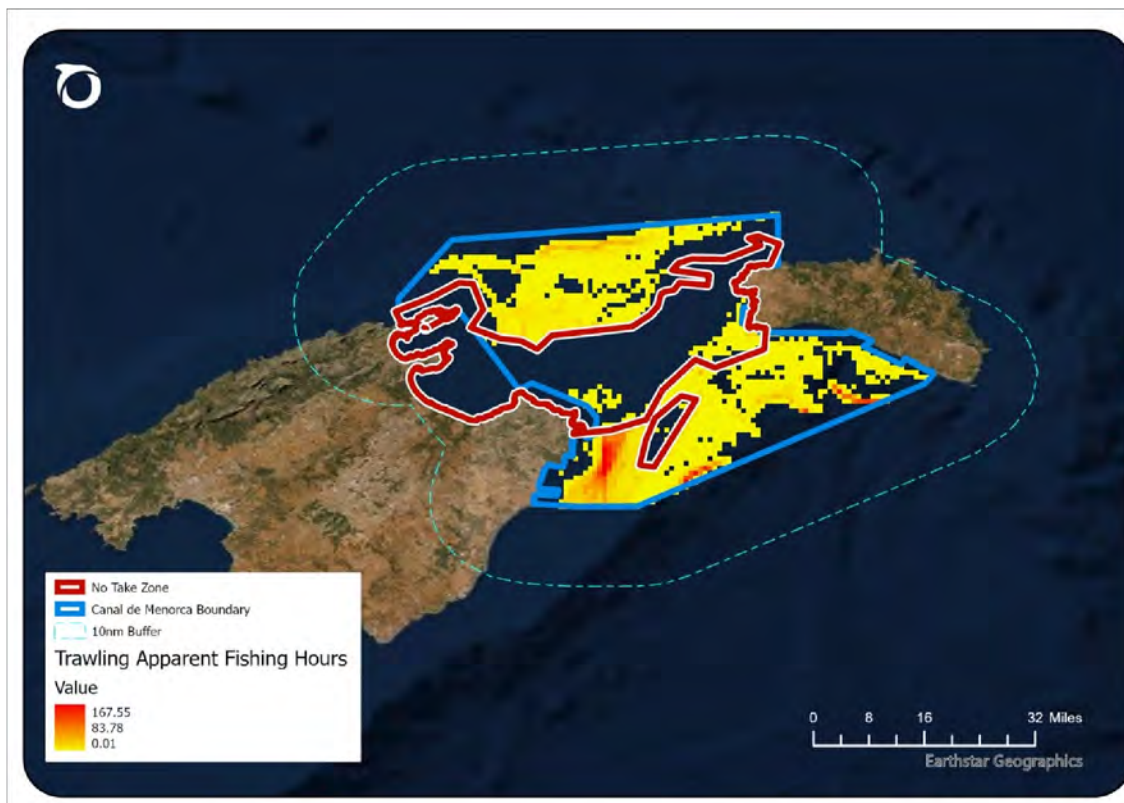 No Take Zone
Canal de Menorca Boundary
10nm Buffer
Trawling Apparent Fishing Hours
Value
167.55
83.78
0.01
0 8 16 32 Miles
Earthstar Geographics